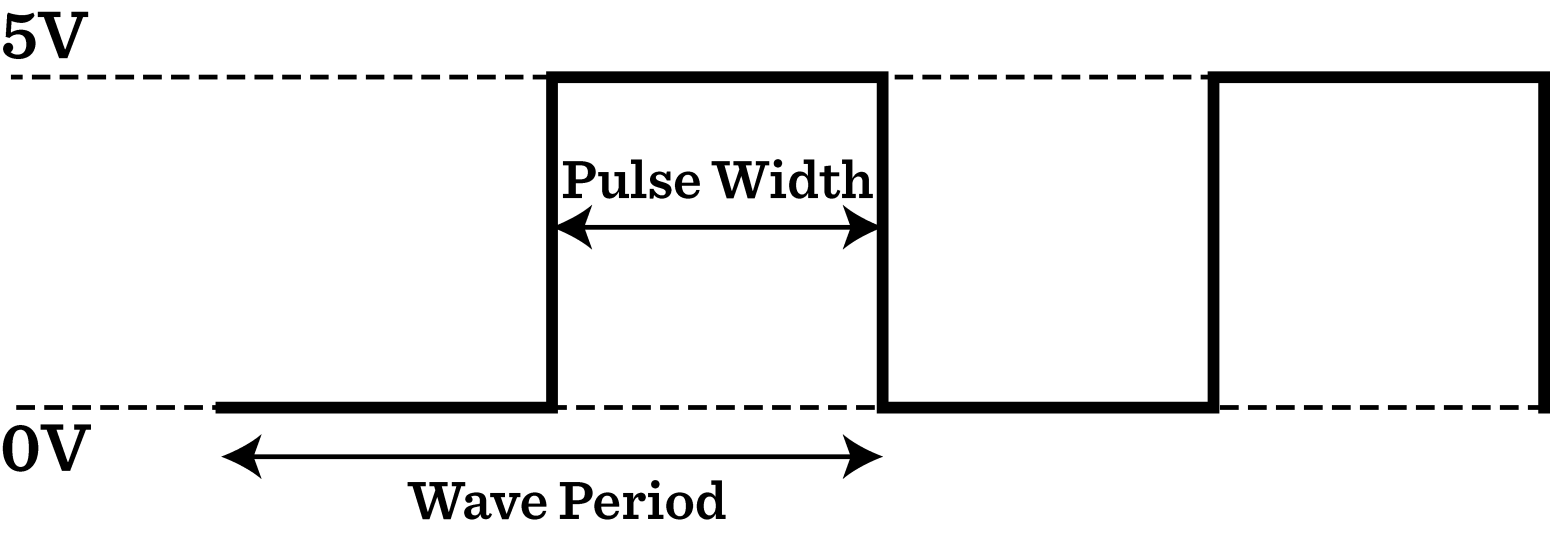 5V
Pulse Width
0V
Wave Period